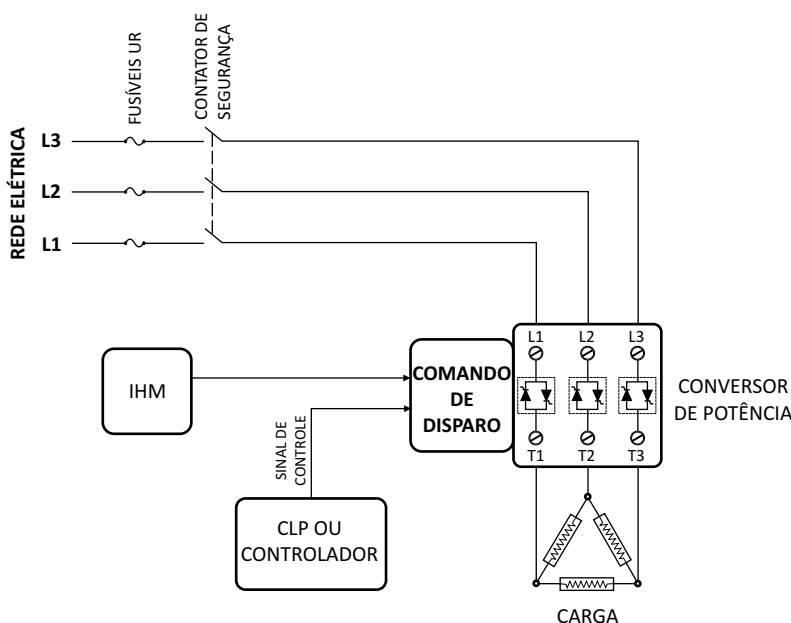 FUSÍVEIS UR
CONTATOR DE
SEGURANÇA
REDE ELÉTRICA
L3
L2
L1
L1 L2 L3
IHM
COMANDO
DE
DISPARO
CONVERSOR
DE POTÊNCIA
T1 T2 T3
SINAL DE
CONTROLE
CLP OU
CONTROLADOR
CARGA